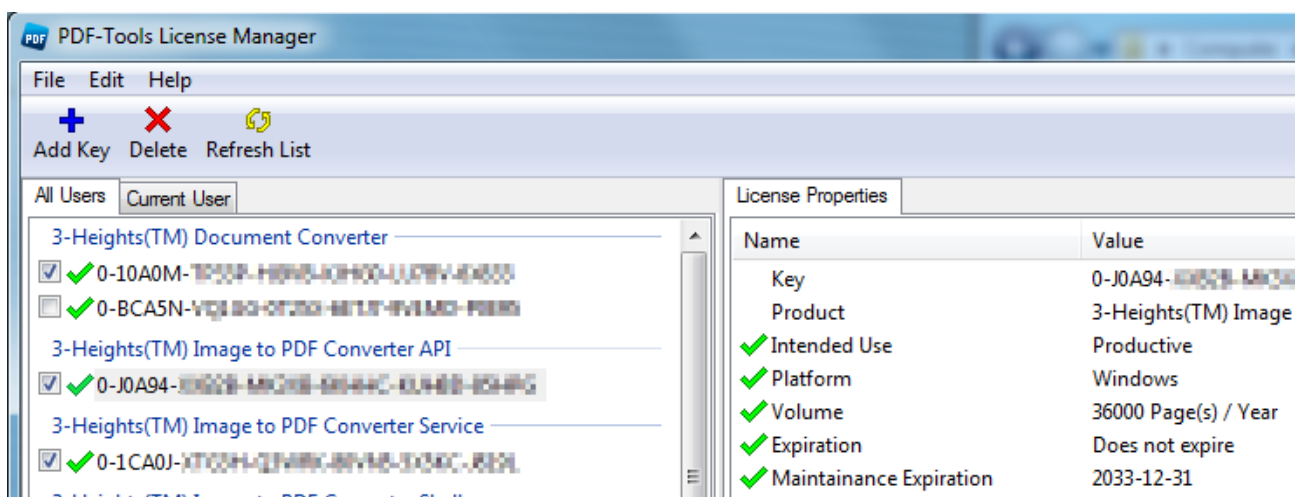 PDF PDF-Tools License Manager
File Edit Help
Add Key Delete Refresh List
All Users Current User
3-Heights(TM) Document Converter
0-10A0M-
0-BCA5N-
3-Heights(TM) Image to PDF Converter API
0-J0A94-
3-Heights(TM) Image to PDF Converter Service
0-1CA0J-
License Properties
Name Value
Key 0-J0A94-
Product 3-Heights(TM) Image
Intended Use Productive
Platform Windows
Volume 36000 Page(s) / Year
Expiration Does not expire
Maintainance Expiration 2033-12-31